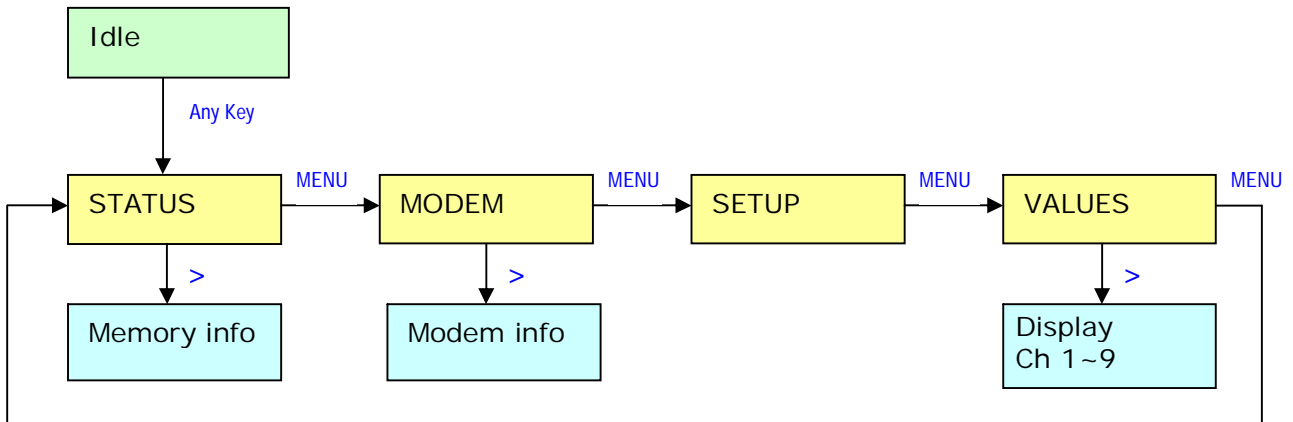 Idle
Any Key
STATUS
MENU
MODEM
MENU
SETUP
MENU
VALUES
MENU
>
>
>
Memory info
Modem info
Display
Ch 1~9